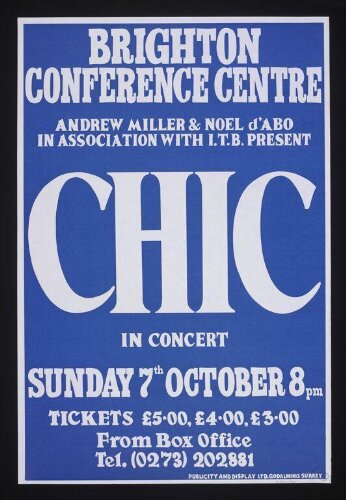 BRIGHTON
CONFERENCE CENTRE
ANDREW MILLER & NOEL d'ABO
IN ASSOCIATION WITH I.T.B. PRESENT
CHIC
IN CONCERT
SUNDAY 7th OCTOBER 8pm
TICKETS £5·00, £4·00, £3·00
From Box Office
Tel. (0273) 202881
PUBLICITY AND DISPLAY LTD. GODALMING SURREY